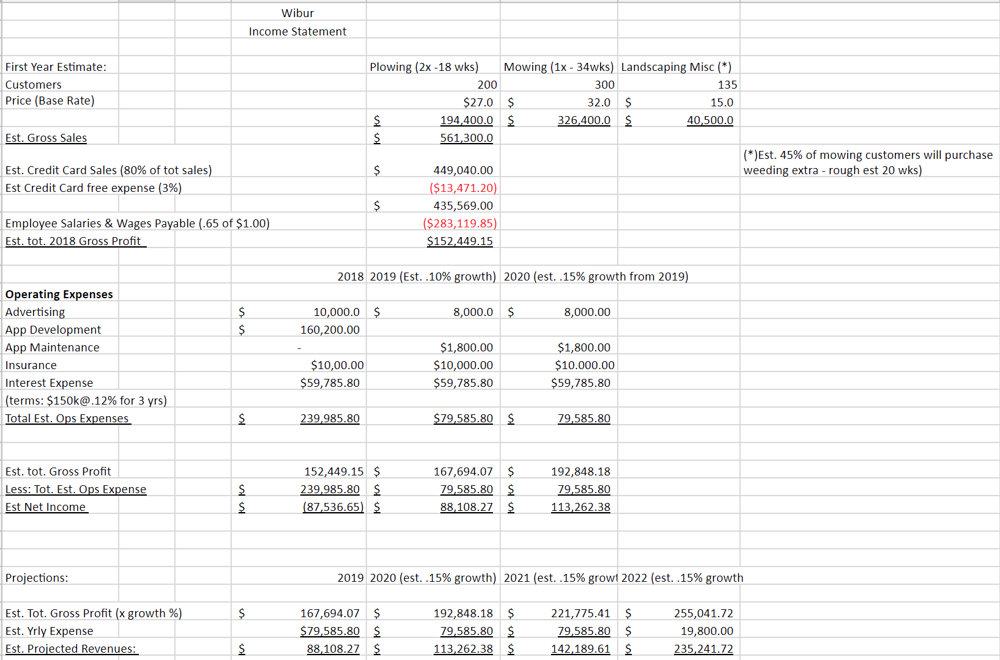 Wibur
Income Statement
First Year Estimate: Plowing (2x -18 wks) Mowing (1x - 34wks) Landscaping Misc (*)
Customers 200 300 135
Price (Base Rate) $27.0 $ 32.0 $ 15.0
$ 194,400.0 $ 326,400.0 $ 40,500.0
Est. Gross Sales $ 561,300.0
(*)Est. 45% of mowing customers will purchase
Est. Credit Card Sales (80% of tot sales) $ 449,040.00 weeding extra - rough est 20 wks)
Est Credit Card free expense (3%) ($13,471.20)
$ 435,569.00
Employee Salaries & Wages Payable (.65 of $1.00) ($283,119.85)
Est. tot. 2018 Gross Profit $152,449.15
2018 2019 (Est. .10% growth) 2020 (est. .15% growth from 2019)
Operating Expenses
Advertising $ 10,000.0 $ 8,000.0 $ 8,000.00
App Development $ 160,200.00
App Maintenance - $1,800.00 $1,800.00
Insurance $10,00.00 $10,000.00 $10.000.00
Interest Expense $59,785.80 $59,785.80 $59,785.80
(terms: $150k@.12% for 3 yrs)
Total Est. Ops Expenses $ 239,985.80 $79,585.80 $ 79,585.80
Est. tot. Gross Profit 152,449.15 $ 167,694.07 $ 192,848.18
Less: Tot. Est. Ops Expense $ 239,985.80 $ 79,585.80 $ 79,585.80
Est Net Income $ (87,536.65) $ 88,108.27 $ 113,262.38
Projections: 2019 2020 (est. .15% growth) 2021 (est. .15% growt 2022 (est. .15% growth
Est. Tot. Gross Profit (x growth %) $ 167,694.07 $ 192,848.18 $ 221,775.41 $ 255,041.72
Est. Yrly Expense $79,585.80 $ 79,585.80 $ 79,585.80 $ 19,800.00
Est. Projected Revenues: $ 88,108.27 $ 113,262.38 $ 142,189.61 $ 235,241.72